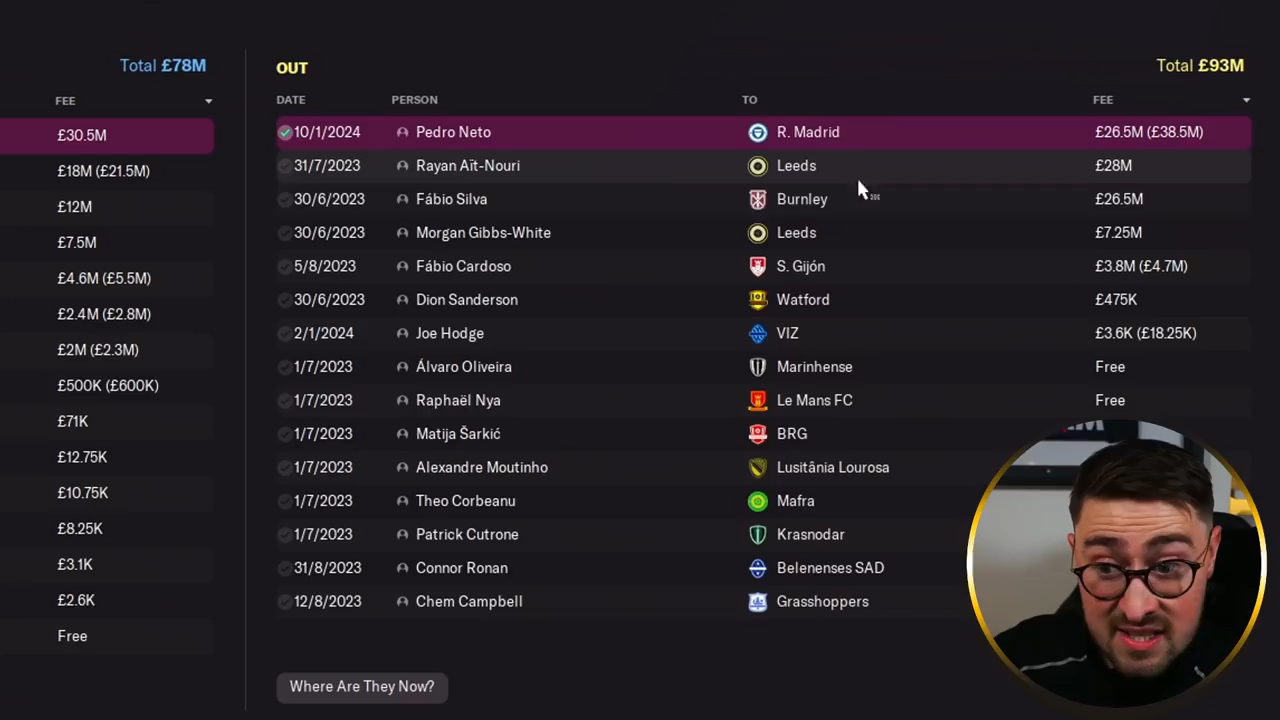 Total £78M
FEE
£30.5M
£18M (£21.5M)
£12M
£7.5M
£4.6M (£5.5M)
£2.4M (£2.8M)
£2M (£2.3M)
£500K (£600K)
£71K
£12.75K
£10.75K
£8.25K
£3.1K
£2.6K
Free
OUT Total £93M
DATE PERSON TO FEE
10/1/2024 Pedro Neto R. Madrid £26.5M (£38.5M)
31/7/2023 Rayan Aït-Nouri Leeds £28M
30/6/2023 Fábio Silva Burnley £26.5M
30/6/2023 Morgan Gibbs-White Leeds £7.25M
5/8/2023 Fábio Cardoso S. Gijón £3.8M (£4.7M)
30/6/2023 Dion Sanderson Watford £475K
2/1/2024 Joe Hodge VIZ £3.6K (£18.25K)
1/7/2023 Álvaro Oliveira Marinhense Free
1/7/2023 Raphaël Nya Le Mans FC Free
1/7/2023 Matija Šarkić BRG
1/7/2023 Alexandre Moutinho Lusitânia Lourosa
1/7/2023 Theo Corbeanu Mafra
1/7/2023 Patrick Cutrone Krasnodar
31/8/2023 Connor Ronan Belenenses SAD
12/8/2023 Chem Campbell Grasshoppers
Where Are They Now?